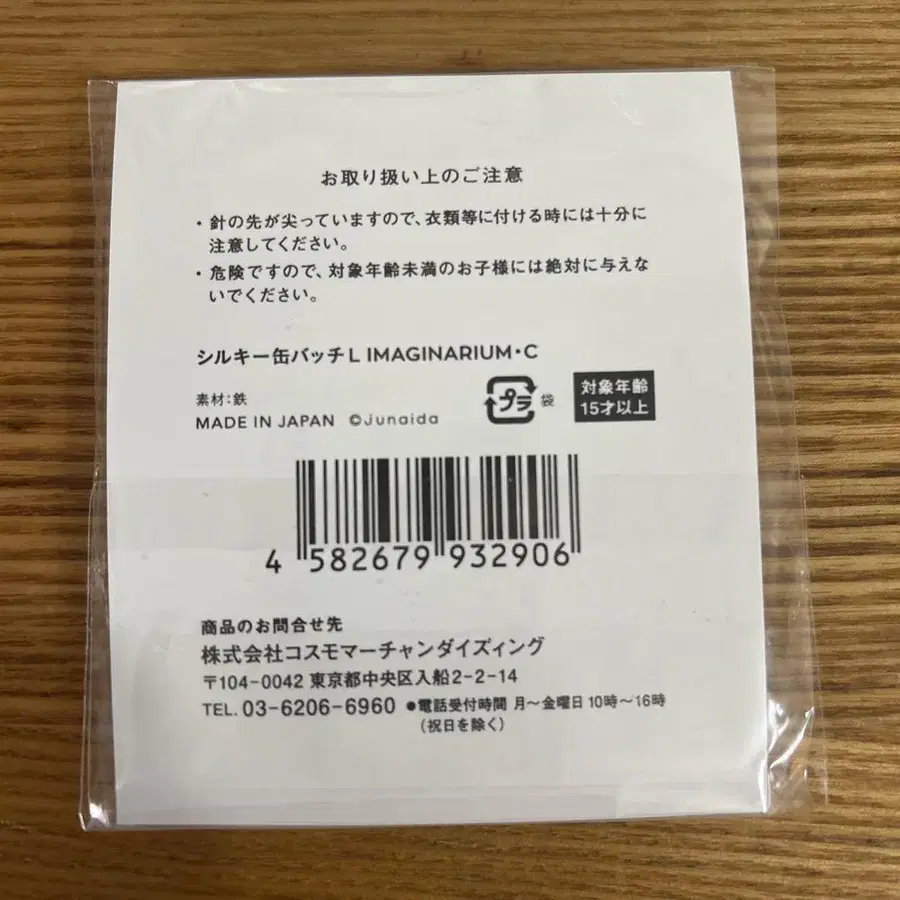 お取り扱い上のご注意
・針の先が尖っていますので、衣類等に付ける時には十分に
注意してください。
・危険ですので、対象年齢未満のお子様には絶対に与えな
いでください。
シルキー缶バッチL IMAGINARIUM・C
素材：鉄
MADE IN JAPAN ©Junaida
プラ 袋
対象年齢
15才以上
4 582679 932906
商品のお問合せ先
株式会社コスモマーチャンダイズィング
〒104-0042 東京都中央区入船2-2-14
TEL. 03-6206-6960 ●電話受付時間 月～金曜日 10時～16時
（祝日を除く）